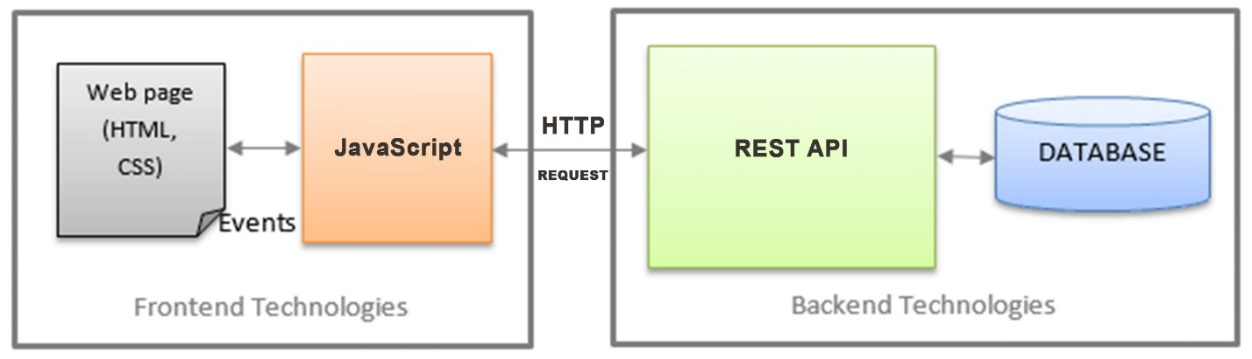 Web page
(HTML,
CSS)
Events
JavaScript
HTTP
REQUEST
REST API
DATABASE
Frontend Technologies
Backend Technologies